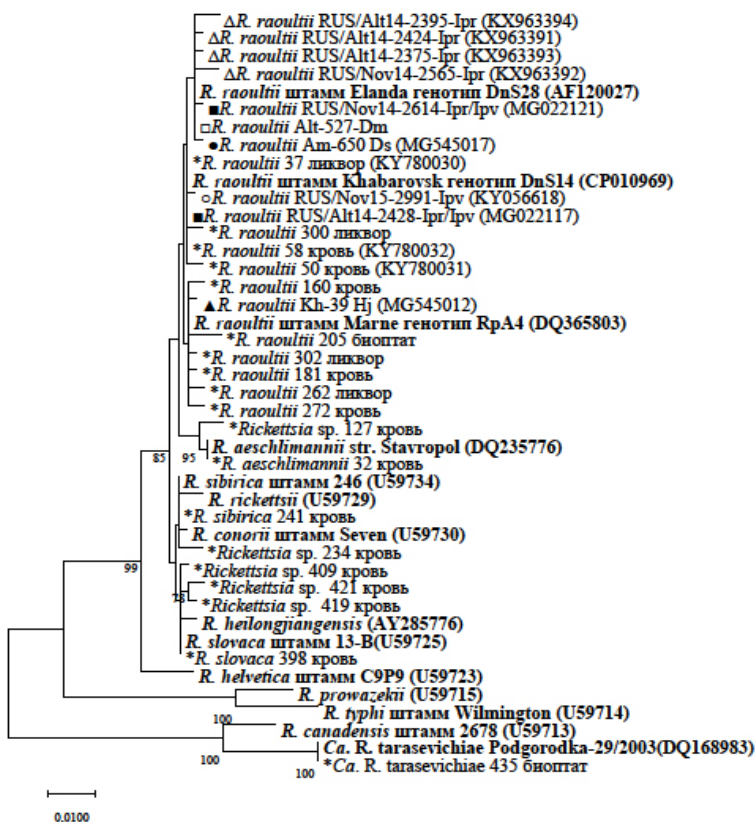 △R. raoultii RUS/Alt14-2395-Ipr (KX963394)
△R. raoultii RUS/Alt14-2424-Ipr (KX963391)
△R. raoultii RUS/Alt14-2375-Ipr (KX963393)
△R. raoultii RUS/Nov14-2565-Ipr (KX963392)
R. raoultii штамм Elanda генотип DnS28 (AF120027)
■R. raoultii RUS/Nov14-2614-Ipr/Ipv (MG022121)
□R. raoultii Alt-527-Dm
●R. raoultii Am-650 Ds (MG545017)
*R. raoultii 37 ликвор (KY780030)
R. raoultii штамм Khabarovsk генотип DnS14 (CP010969)
○R. raoultii RUS/Nov15-2991-Ipv (KY056618)
■R. raoultii RUS/Alt14-2428-Ipr/Ipv (MG022117)
*R. raoultii 300 ликвор
*R. raoultii 58 кровь (KY780032)
*R. raoultii 50 кровь (KY780031)
*R. raoultii 160 кровь
▲R. raoultii Kh-39 Hj (MG545012)
R. raoultii штамм Marne генотип RpA4 (DQ365803)
*R. raoultii 205 биоптат
*R. raoultii 302 ликвор
*R. raoultii 181 кровь
*R. raoultii 262 ликвор
*R. raoultii 272 кровь
*Rickettsia sp. 127 кровь
R. aeschlimannii str. Stavropol (DQ235776)
85 95 *R. aeschlimannii 32 кровь
R. sibirica штамм 246 (U59734)
R. rickettsii (U59729)
*R. sibirica 241 кровь
R. conorii штамм Seven (U59730)
*Rickettsia sp. 234 кровь
99 *Rickettsia sp. 409 кровь
*Rickettsia sp. 421 кровь
78 *Rickettsia sp. 419 кровь
R. heilongjiangensis (AY285776)
R. slovaca штамм 13-B(U59725)
*R. slovaca 398 кровь
R. helvetica штамм C9P9 (U59723)
R. prowazekii (U59715)
100 R. typhi штамм Wilmington (U59714)
R. canadensis штамм 2678 (U59713)
100 Ca. R. tarasevichiae Podgorodka-29/2003(DQ168983)
100 *Ca. R. tarasevichiae 435 биоптат
0.0100